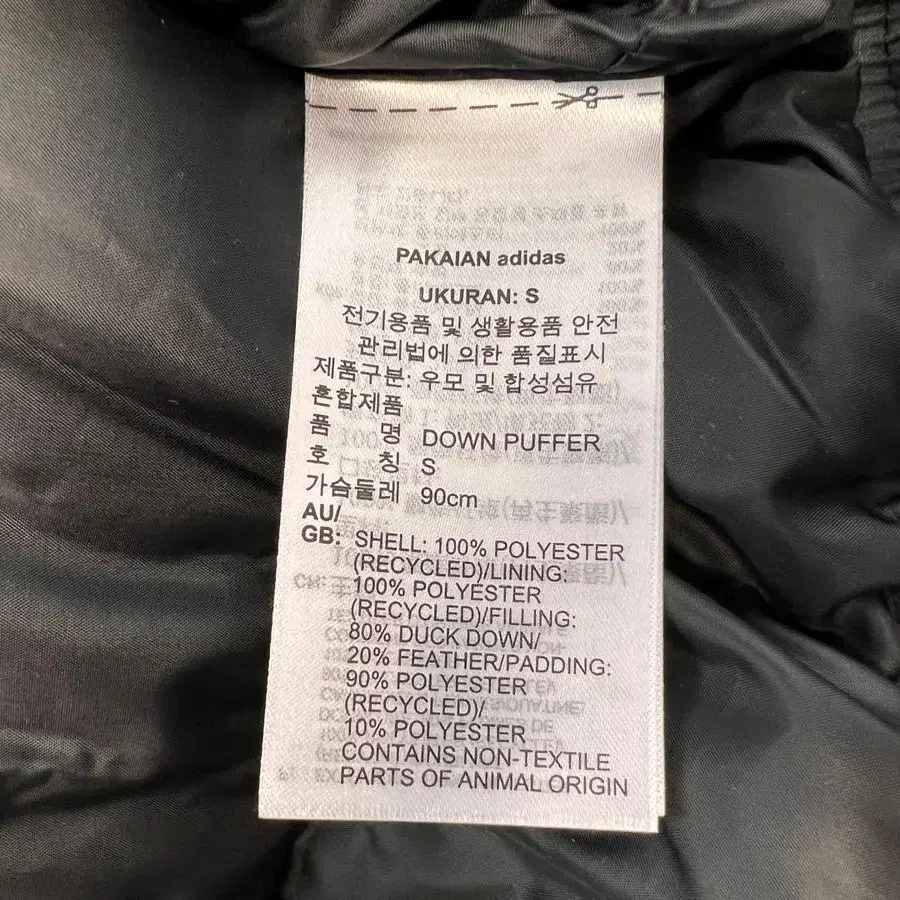 PAKAIAN adidas
UKURAN: S
전기용품 및 생활용품 안전
관리법에 의한 품질표시
제품구분: 우모 및 합성섬유
혼합제품
품 명 DOWN PUFFER
호 칭 S
가슴둘레 90cm
AU/
GB: SHELL: 100% POLYESTER
(RECYCLED)/LINING:
100% POLYESTER
(RECYCLED)/FILLING:
80% DUCK DOWN/
20% FEATHER/PADDING:
90% POLYESTER
(RECYCLED)/
10% POLYESTER
CONTAINS NON-TEXTILE
PARTS OF ANIMAL ORIGIN